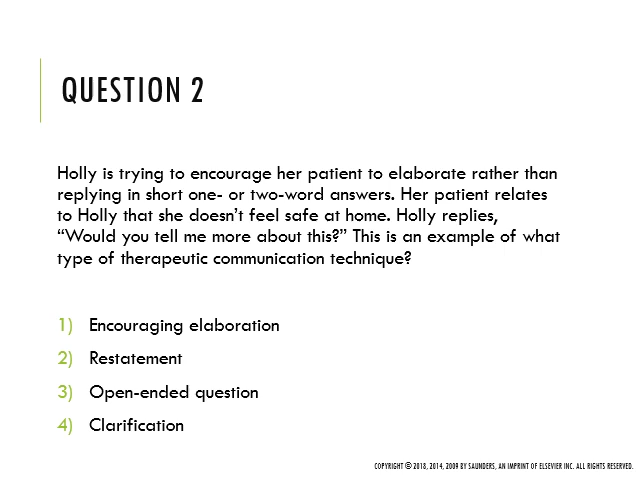 QUESTION 2
Holly is trying to encourage her patient to elaborate rather than
replying in short one- or two-word answers. Her patient relates
to Holly that she doesn’t feel safe at home. Holly replies,
“Would you tell me more about this?” This is an example of what
type of therapeutic communication technique?
1) Encouraging elaboration
2) Restatement
3) Open-ended question
4) Clarification
COPYRIGHT © 2018, 2014, 2009 BY SAUNDERS, AN IMPRINT OF ELSEVIER INC. ALL RIGHTS RESERVED.